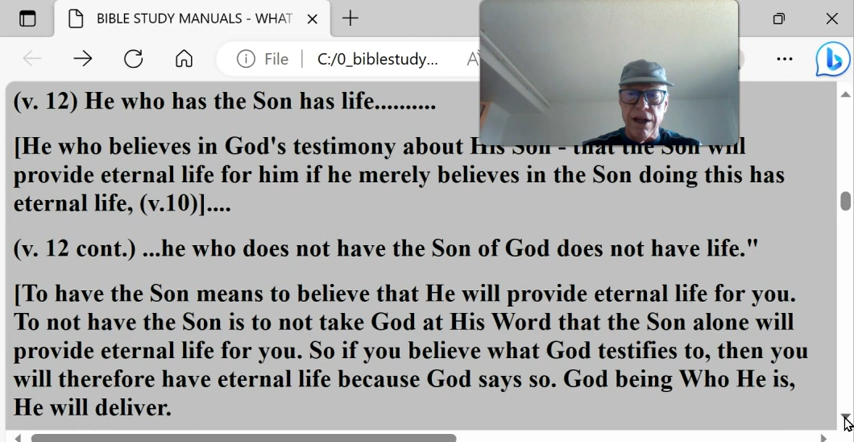 BIBLE STUDY MANUALS - WHAT
File C:/0_biblestudy...
(v. 12) He who has the Son has life..........
[He who believes in God's testimony about His Son - that the Son will
provide eternal life for him if he merely believes in the Son doing this has
eternal life, (v.10)]....
(v. 12 cont.) ...he who does not have the Son of God does not have life."
[To have the Son means to believe that He will provide eternal life for you.
To not have the Son is to not take God at His Word that the Son alone will
provide eternal life for you. So if you believe what God testifies to, then you
will therefore have eternal life because God says so. God being Who He is,
He will deliver.